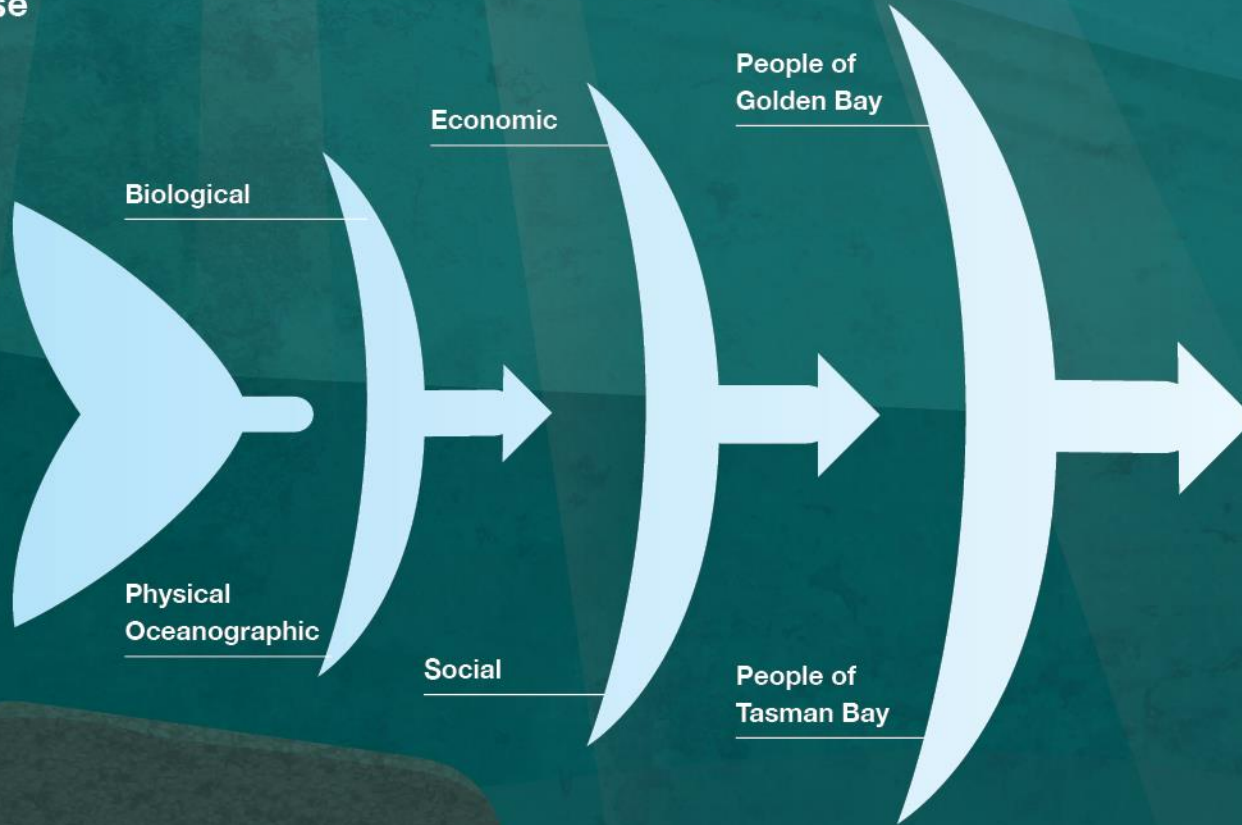 Biological
Physical
Oceanographic
Economic
Social
People of
Golden Bay
People of
Tasman Bay